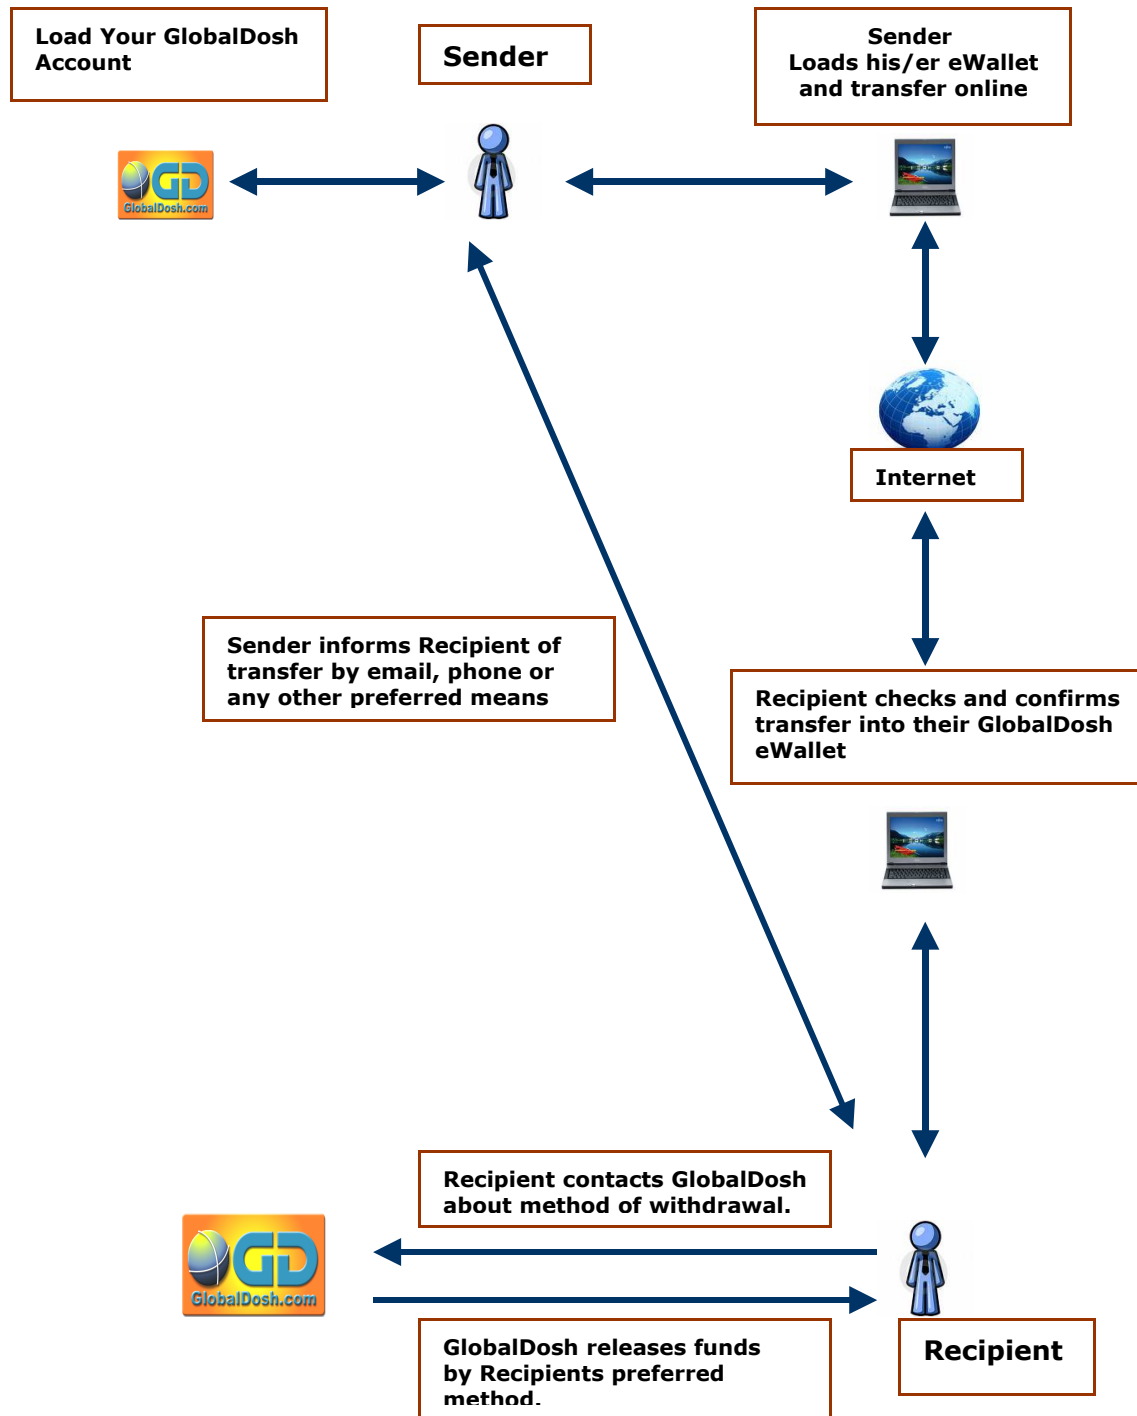 Load Your GlobalDosh
Account
Sender
Sender
Loads his/er eWallet
and transfer online
GD
GlobalDosh.com
Internet
Sender informs Recipient of
transfer by email, phone or
any other preferred means
Recipient checks and confirms
transfer into their GlobalDosh
eWallet
Recipient contacts GlobalDosh
about method of withdrawal.
GD
GlobalDosh.com
GlobalDosh releases funds
by Recipients preferred
method.
Recipient